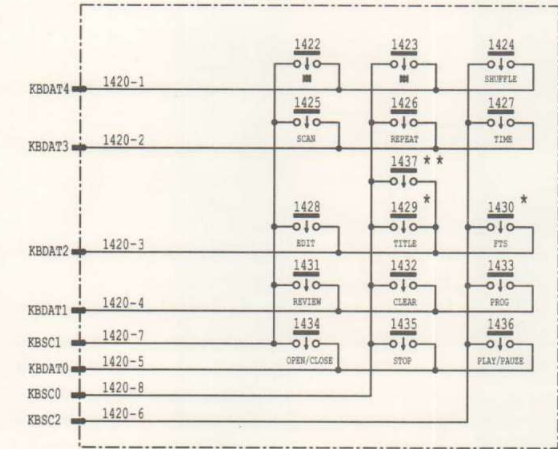 1422 1423 1424
SHUFFLE
KBDAT4 1420-1
1425 1426 1427
SCAN REPEAT TIME
KBDAT3 1420-2
1437 * *
1428 1429 * 1430 *
EDIT TITLE FTS
KBDAT2 1420-3
1431 1432 1433
REVIEW CLEAR PROG
KBDAT1 1420-4
1434 1435 1436
KBSC1 1420-7
OPEN/CLOSE STOP PLAY/PAUZE
KBDAT0 1420-5
KBSC0 1420-8
KBSC2 1420-6